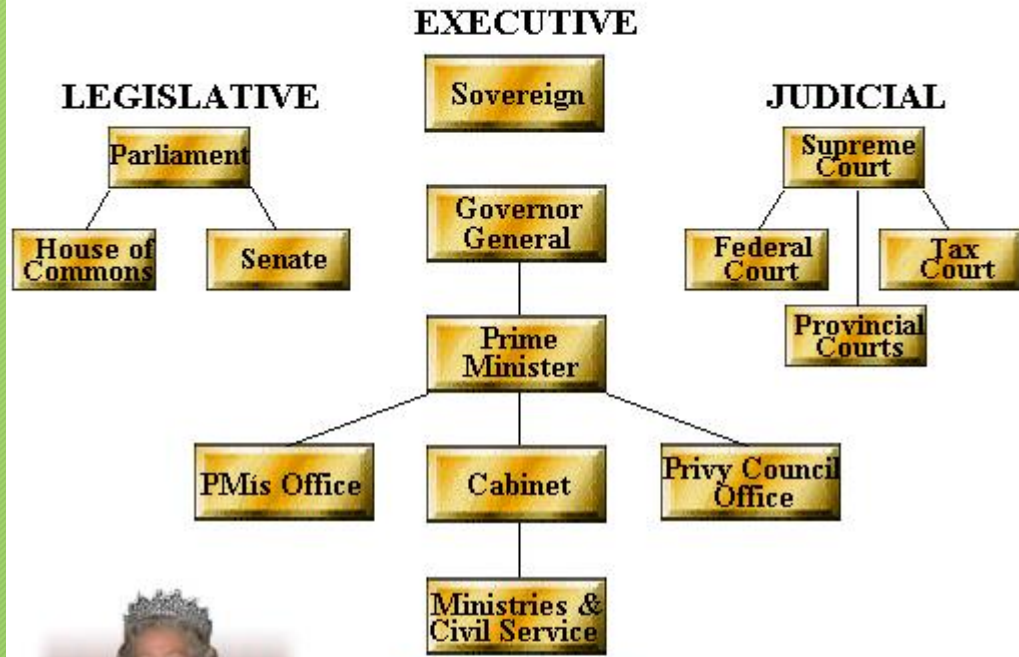 EXECUTIVE
Sovereign
Governor
General
Prime
Minister
PMis Office
Cabinet
Privy Council
Office
Ministries &
Civil Service
LEGISLATIVE
Parliament
House of
Commons
Senate
JUDICIAL
Supreme
Court
Federal
Court
Provincial
Courts
Tax
Court